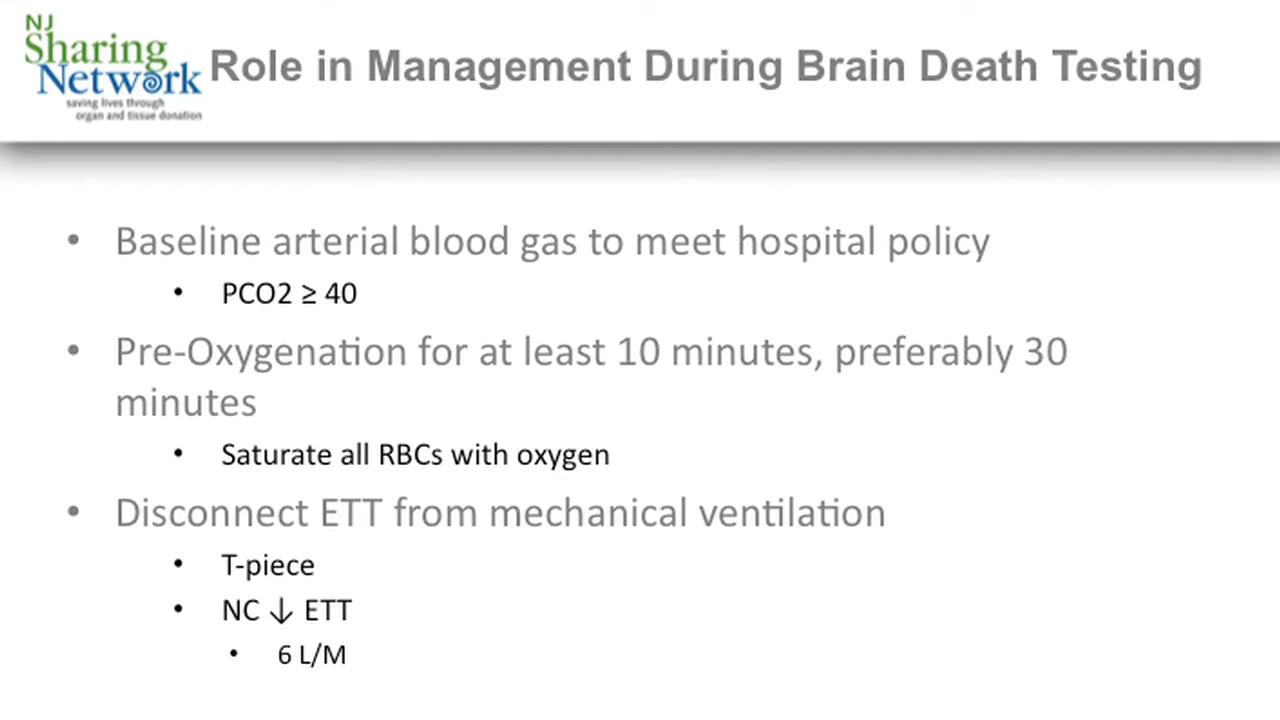 NJ
Sharing
Network
saving lives through
organ and tissue donation
Role in Management During Brain Death Testing
• Baseline arterial blood gas to meet hospital policy
• PCO2 ≥ 40
• Pre-Oxygenation for at least 10 minutes, preferably 30
minutes
• Saturate all RBCs with oxygen
• Disconnect ETT from mechanical ventilation
• T-piece
• NC ↓ ETT
• 6 L/M